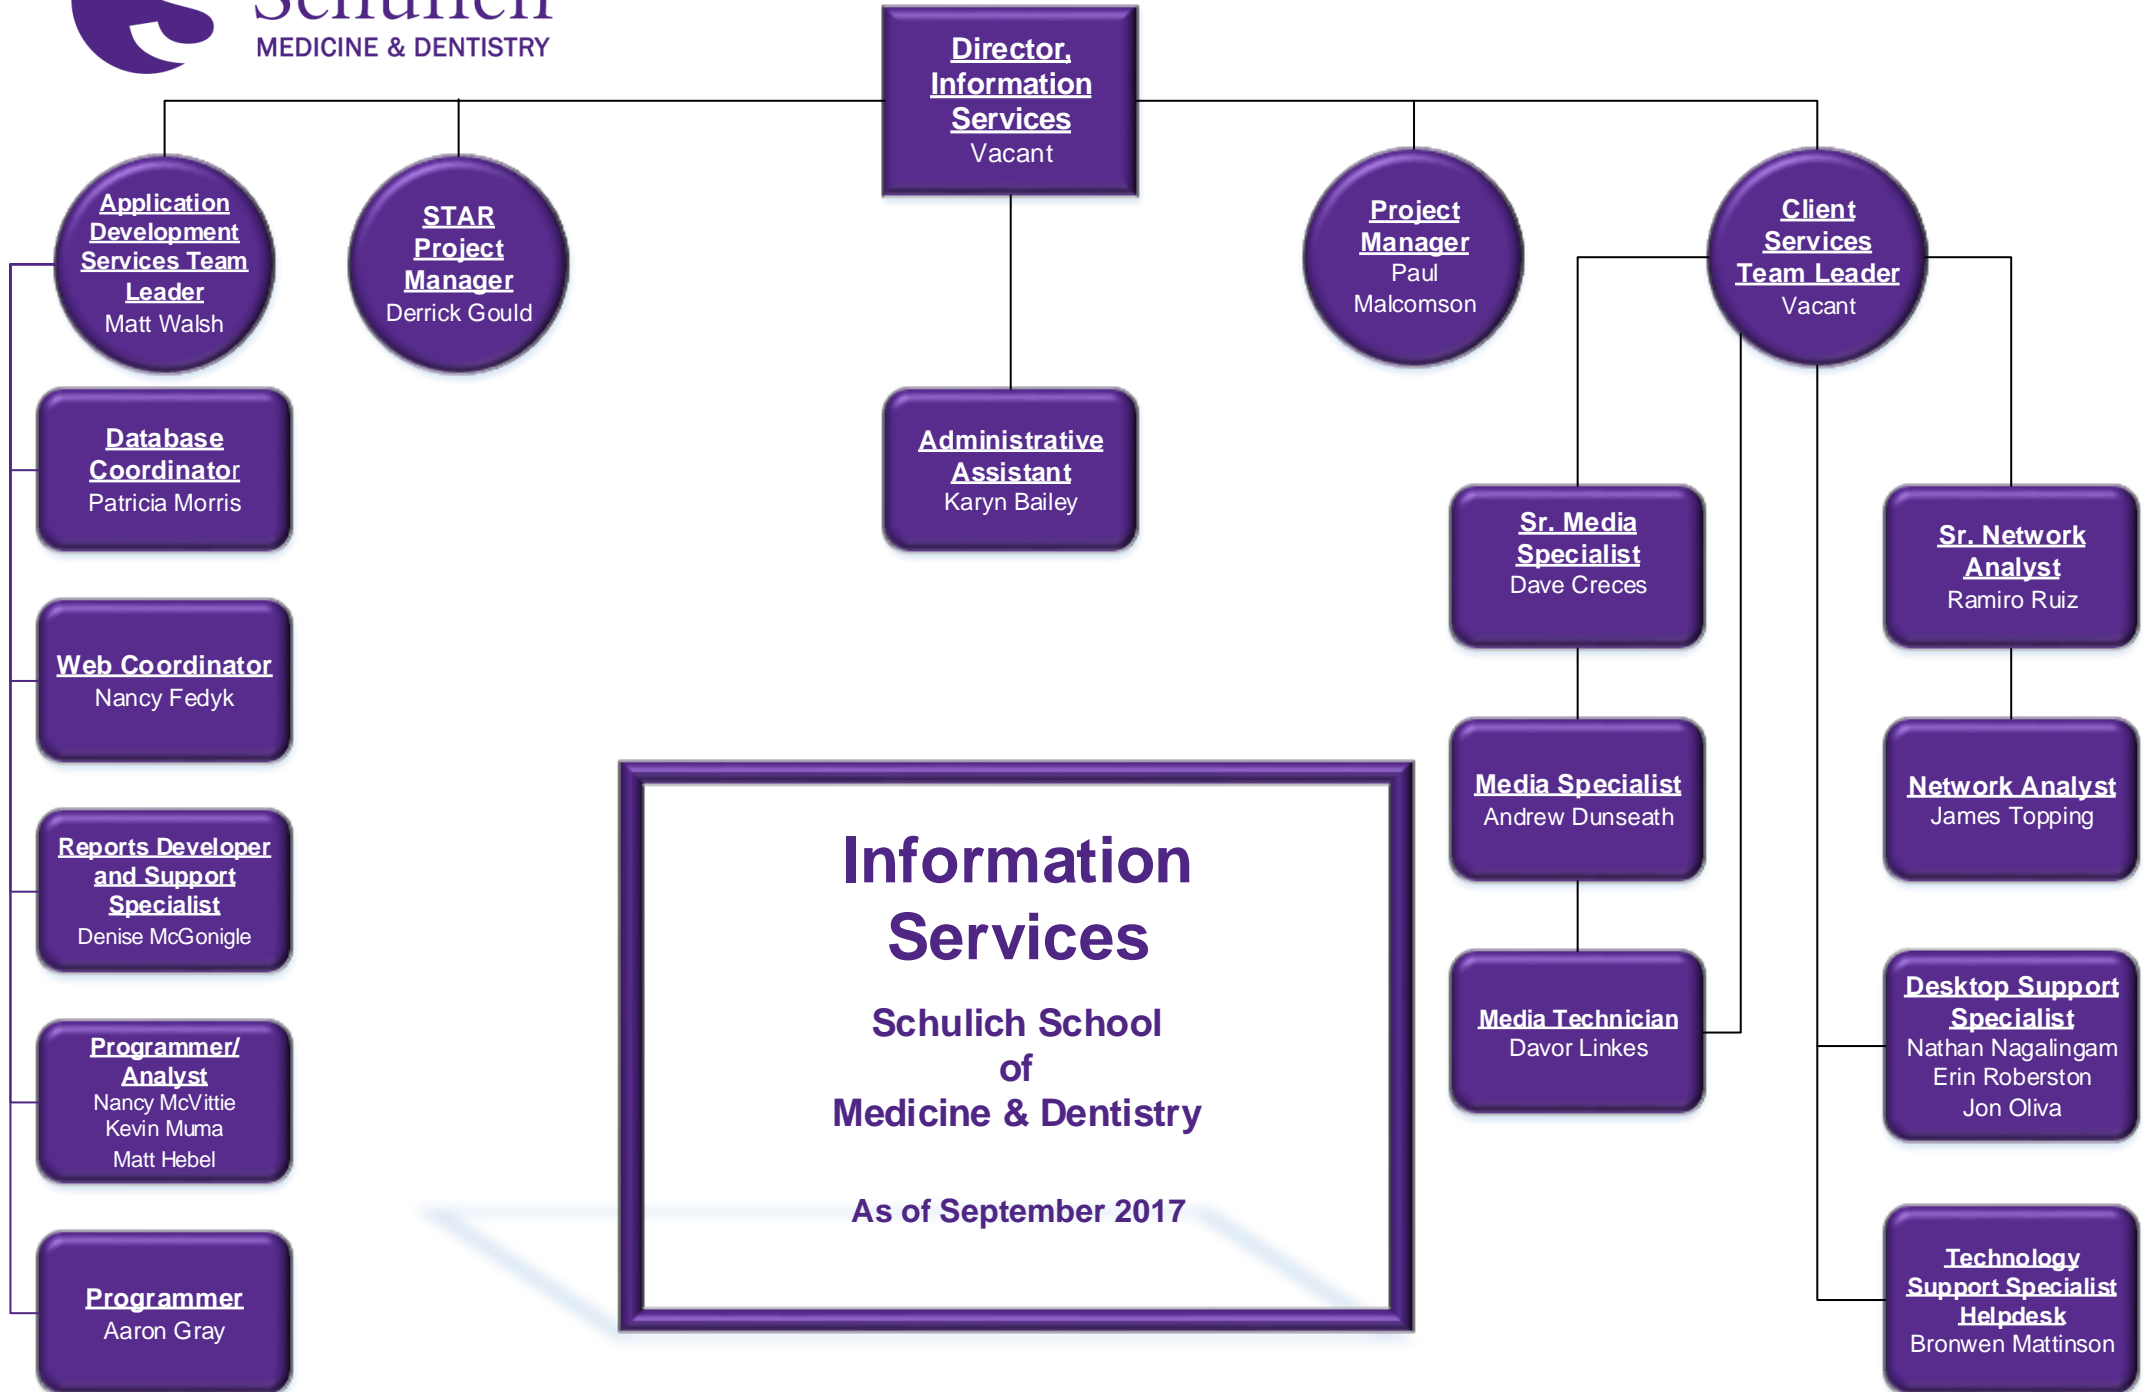 Schulich
MEDICINE & DENTISTRY
Director,
Information
Services
Vacant
Application
Development
Services Team
Leader
Matt Walsh
STAR
Project
Manager
Derrick Gould
Project
Manager
Paul
Malcomson
Client
Services
Team Leader
Vacant
Database
Coordinator
Patricia Morris
Administrative
Assistant
Karyn Bailey
Sr. Media
Specialist
Dave Creces
Sr. Network
Analyst
Ramiro Ruiz
Web Coordinator
Nancy Fedyk
Media Specialist
Andrew Dunseath
Network Analyst
James Topping
Reports Developer
and Support
Specialist
Denise McGonigle
Information
Services
Schulich School
of
Medicine & Dentistry
As of September 2017
Media Technician
Davor Linkes
Desktop Support
Specialist
Nathan Nagalingam
Erin Roberston
Jon Oliva
Programmer/
Analyst
Nancy McVittie
Kevin Muma
Matt Hebel
Programmer
Aaron Gray
Technology
Support Specialist
Helpdesk
Bronwen Mattinson